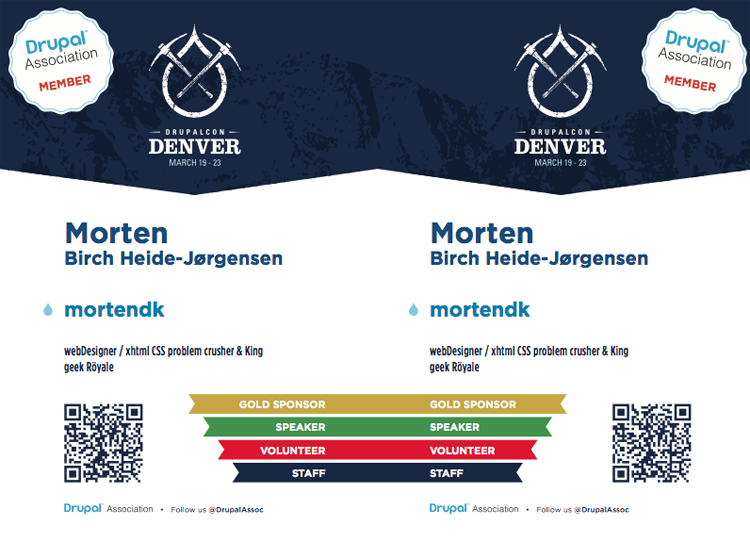 Drupal™
Association
MEMBER
DRUPALCON
DENVER
MARCH 19 - 23
Morten
Birch Heide-Jørgensen
mortendk
webDesigner / xhtml CSS problem crusher & King
geek Röyale
GOLD SPONSOR
SPEAKER
VOLUNTEER
STAFF
Drupal™ Association • Follow us @DrupalAssoc
DRUPALCON
DENVER
MARCH 19 - 23
Drupal™
Association
MEMBER
Morten
Birch Heide-Jørgensen
mortendk
webDesigner / xhtml CSS problem crusher & King
geek Röyale
GOLD SPONSOR
SPEAKER
VOLUNTEER
STAFF
Drupal™ Association • Follow us @DrupalAssoc